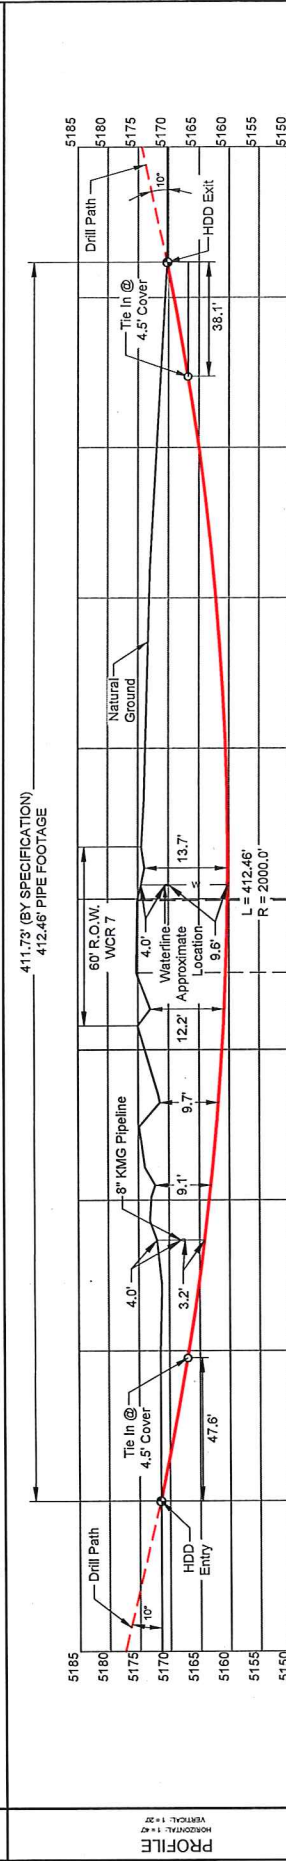 411.73' (BY SPECIFICATION)
412.46' PIPE FOOTAGE
60' R.O.W.
WCR 7
5185
5180
5175
5170
5165
5160
5155
5150
Drill Path
10°
HDD
Entry
Tie In @
4.5' Cover
47.6'
8" KMG Pipeline
4.0'
3.2'
9.1'
9.7'
12.2'
Waterline
Approximate
Location
4.0'
W
9.6'
13.7'
L = 412.46'
R = 2000.0'
Natural
Ground
Tie In @
4.5' Cover
38.1'
Drill Path
10°
HDD Exit
5185
5180
5175
5170
5165
5160
5155
5150
PROFILE
HORIZONTAL: 1"=40'
VERTICAL: 1"=20'